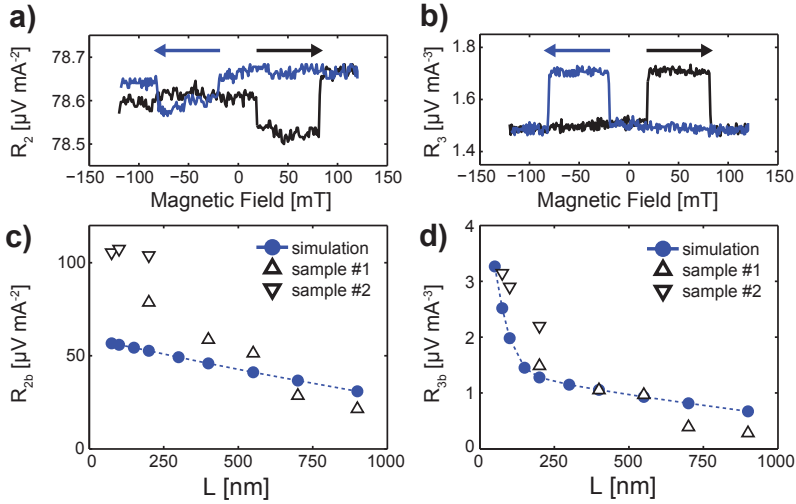 a)
78.7
78.6
78.5
R2 [µV mA⁻²]
−150 −100 −50 0 50 100 150
Magnetic Field [mT]
b)
1.8
1.6
1.4
R3 [µV mA⁻³]
−150 −100 −50 0 50 100 150
Magnetic Field [mT]
c)
100
50
0
R2b [µV mA⁻²]
simulation
sample #1
sample #2
0 250 500 750 1000
L [nm]
d)
4
3
2
1
0
R3b [µV mA⁻³]
simulation
sample #1
sample #2
0 250 500 750 1000
L [nm]